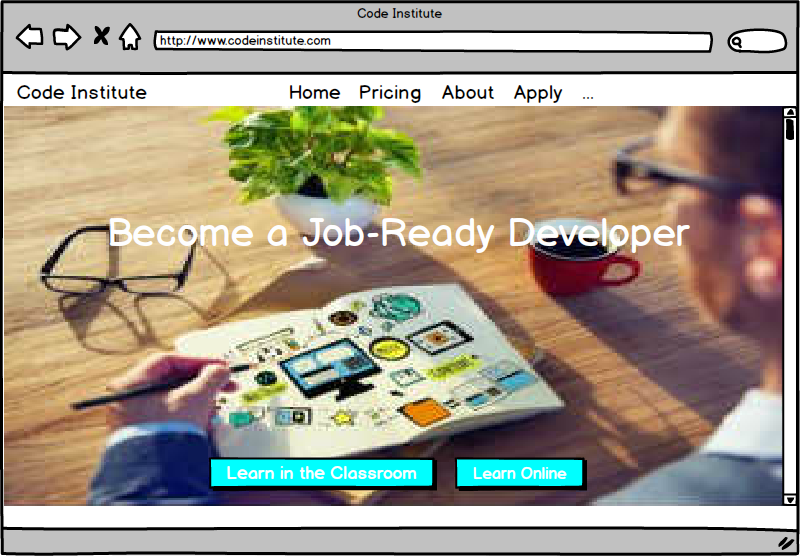 Code Institute
http://www.codeinstitute.com
Code Institute Home Pricing About Apply ...
Become a Job-Ready Developer
Learn in the Classroom Learn Online